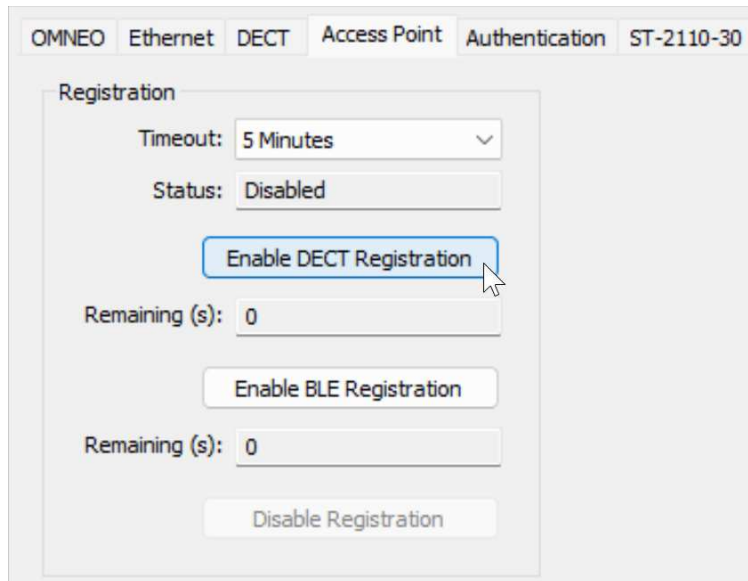 OMNEO Ethernet DECT Access Point Authentication ST-2110-30
Registration
Timeout: 5 Minutes
Status: Disabled
Enable DECT Registration
Remaining (s): 0
Enable BLE Registration
Remaining (s): 0
Disable Registration